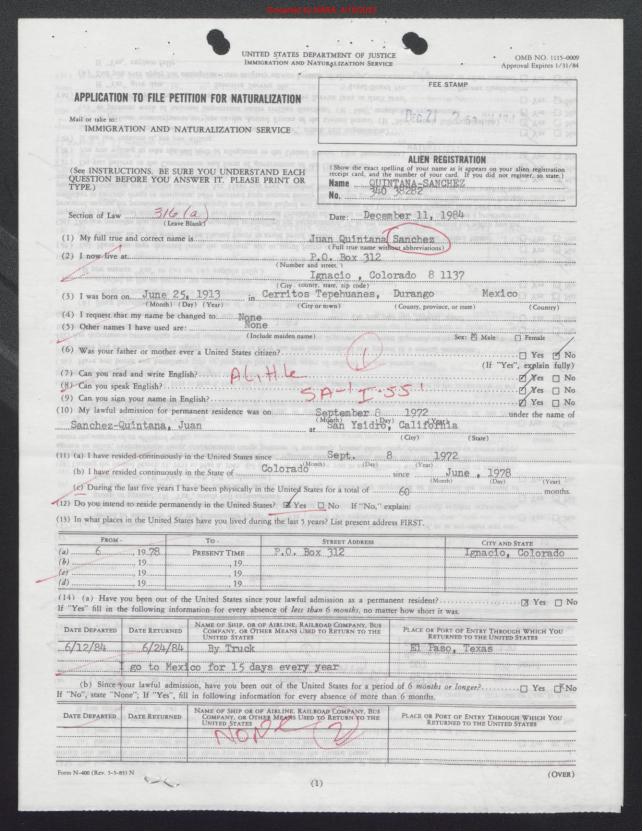 UNITED STATES DEPARTMENT OF JUSTICE
IMMIGRATION AND NATURALIZATION SERVICE
OMB NO. 1115-0009
Approval Expires 1/31/84
FEE STAMP
APPLICATION TO FILE PETITION FOR NATURALIZATION
Mail or take to:
IMMIGRATION AND NATURALIZATION SERVICE
Dec 21
ALIEN REGISTRATION
(See INSTRUCTIONS. BE SURE YOU UNDERSTAND EACH QUESTION BEFORE YOU ANSWER IT. PLEASE PRINT OR TYPE.)
(Show the exact spelling of your name as it appears on your alien registration receipt card, and the number of your card. If you did not register, so state.)
Name QUINTANA-SANCHEZ
No. 340 38282
Section of Law 316(a)
(Leave Blank)
Date: December 11, 1984
(1) My full true and correct name is Juan Quintana Sanchez
(Full true name without abbreviations)
(2) I now live at P.O. Box 312
(Number and street,)
Ignacio , Colorado 8 1137
(City, county, state, zip code)
(3) I was born on June 25, 1913 in Cerritos Tepehuanes, Durango Mexico
(Month) (Day) (Year) (City or town) (County, province, or state) (Country)
(4) I request that my name be changed to None
(5) Other names I have used are: None
(Include maiden name) Sex: Male Female
(6) Was your father or mother ever a United States citizen? Yes No
1 (If "Yes", explain fully)
(7) Can you read and write English? A Little Yes No
(8) Can you speak English? Yes No
(9) Can you sign your name in English? SA-'I-55' Yes No
(10) My lawful admission for permanent residence was on September 8 1972 under the name of
(Month) (Day) (Year)
Sanchez-Quintana, Juan at San Ysidro, California
(City) (State)
(11) (a) I have resided continuously in the United States since Sept. 8 1972
(Month) (Day) (Year)
(b) I have resided continuously in the State of Colorado since June , 1978
(Month) (Day) (Year)
(c) During the last five years I have been physically in the United States for a total of 60 months.
(12) Do you intend to reside permanently in the United States? Yes No If "No," explain:
(13) In what places in the United States have you lived during the last 5 years? List present address FIRST.
FROM - TO - STREET ADDRESS CITY AND STATE
(a) 6 , 19 78 PRESENT TIME P.O. Box 312 Ignacio, Colorado
(b) , 19 , 19
(c) , 19 , 19
(d) , 19 , 19
(14) (a) Have you been out of the United States since your lawful admission as a permanent resident? Yes No
If "Yes" fill in the following information for every absence of less than 6 months, no matter how short it was.
DATE DEPARTED DATE RETURNED NAME OF SHIP, OR OF AIRLINE, RAILROAD COMPANY, BUS COMPANY, OR OTHER MEANS USED TO RETURN TO THE UNITED STATES PLACE OR PORT OF ENTRY THROUGH WHICH YOU RETURNED TO THE UNITED STATES
6/12/84 6/24/84 By Truck El Paso, Texas
I go to Mexico for 15 days every year
(b) Since your lawful admission, have you been out of the United States for a period of 6 months or longer? Yes No
If "No", state "None"; If "Yes", fill in following information for every absence of more than 6 months.
DATE DEPARTED DATE RETURNED NAME OF SHIP OR OF AIRLINE, RAILROAD COMPANY, BUS COMPANY, OR OTHER MEANS USED TO RETURN TO THE UNITED STATES PLACE OR PORT OF ENTRY THROUGH WHICH YOU RETURNED TO THE UNITED STATES
NONE 2
Form N-400 (Rev. 5-5-83) N
(1)
(OVER)